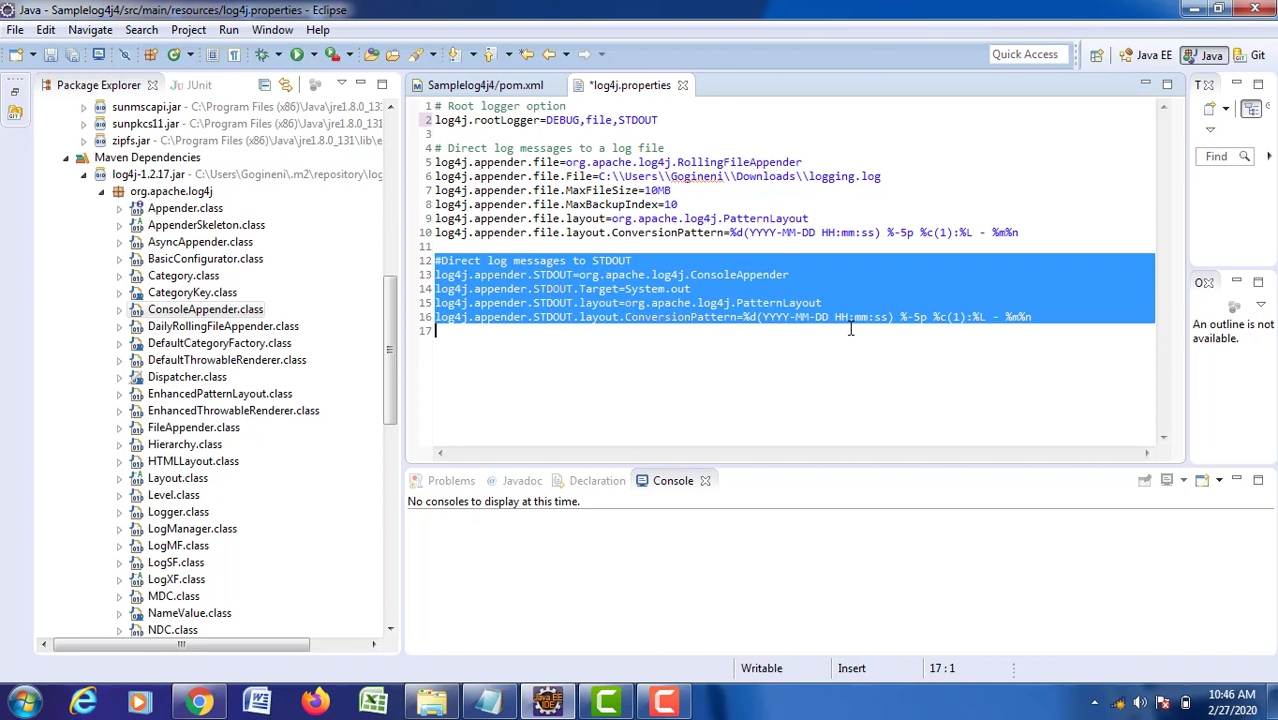 Java - Samplelog4j4/src/main/resources/log4j.properties - Eclipse
File Edit Navigate Search Project Run Window Help
Quick Access
Java EE
Java
Git
Package Explorer
JUnit
sunmscapi.jar - C:\Program Files (x86)\Java\jre1.8.0_131
sunpkcs11.jar - C:\Program Files (x86)\Java\jre1.8.0_131
zipfs.jar - C:\Program Files (x86)\Java\jre1.8.0_131\lib\e
Maven Dependencies
log4j-1.2.17.jar - C:\Users\Gogineni\.m2\repository\log
org.apache.log4j
Appender.class
AppenderSkeleton.class
AsyncAppender.class
BasicConfigurator.class
Category.class
CategoryKey.class
ConsoleAppender.class
DailyRollingFileAppender.class
DefaultCategoryFactory.class
DefaultThrowableRenderer.class
Dispatcher.class
EnhancedPatternLayout.class
EnhancedThrowableRenderer.class
FileAppender.class
Hierarchy.class
HTMLLayout.class
Layout.class
Level.class
Logger.class
LogManager.class
LogMF.class
LogSF.class
LogXF.class
MDC.class
NameValue.class
NDC.class
Samplelog4j4/pom.xml
*log4j.properties
1 # Root logger option
2 log4j.rootLogger=DEBUG,file,STDOUT
3
4 # Direct log messages to a log file
5 log4j.appender.file=org.apache.log4j.RollingFileAppender
6 log4j.appender.file.File=C:\\Users\\Gogineni\\Downloads\\logging.log
7 log4j.appender.file.MaxFileSize=10MB
8 log4j.appender.file.MaxBackupIndex=10
9 log4j.appender.file.layout=org.apache.log4j.PatternLayout
10 log4j.appender.file.layout.ConversionPattern=%d(YYYY-MM-DD HH:mm:ss) %-5p %c(1):%L - %m%n
11
12 #Direct log messages to STDOUT
13 log4j.appender.STDOUT=org.apache.log4j.ConsoleAppender
14 log4j.appender.STDOUT.Target=System.out
15 log4j.appender.STDOUT.layout=org.apache.log4j.PatternLayout
16 log4j.appender.STDOUT.layout.ConversionPattern=%d(YYYY-MM-DD HH:mm:ss) %-5p %c(1):%L - %m%n
17
T
Find
An outline is not
available.
Problems
Javadoc
Declaration
Console
No consoles to display at this time.
Writable
Insert
17 : 1
10:46 AM
2/27/2020